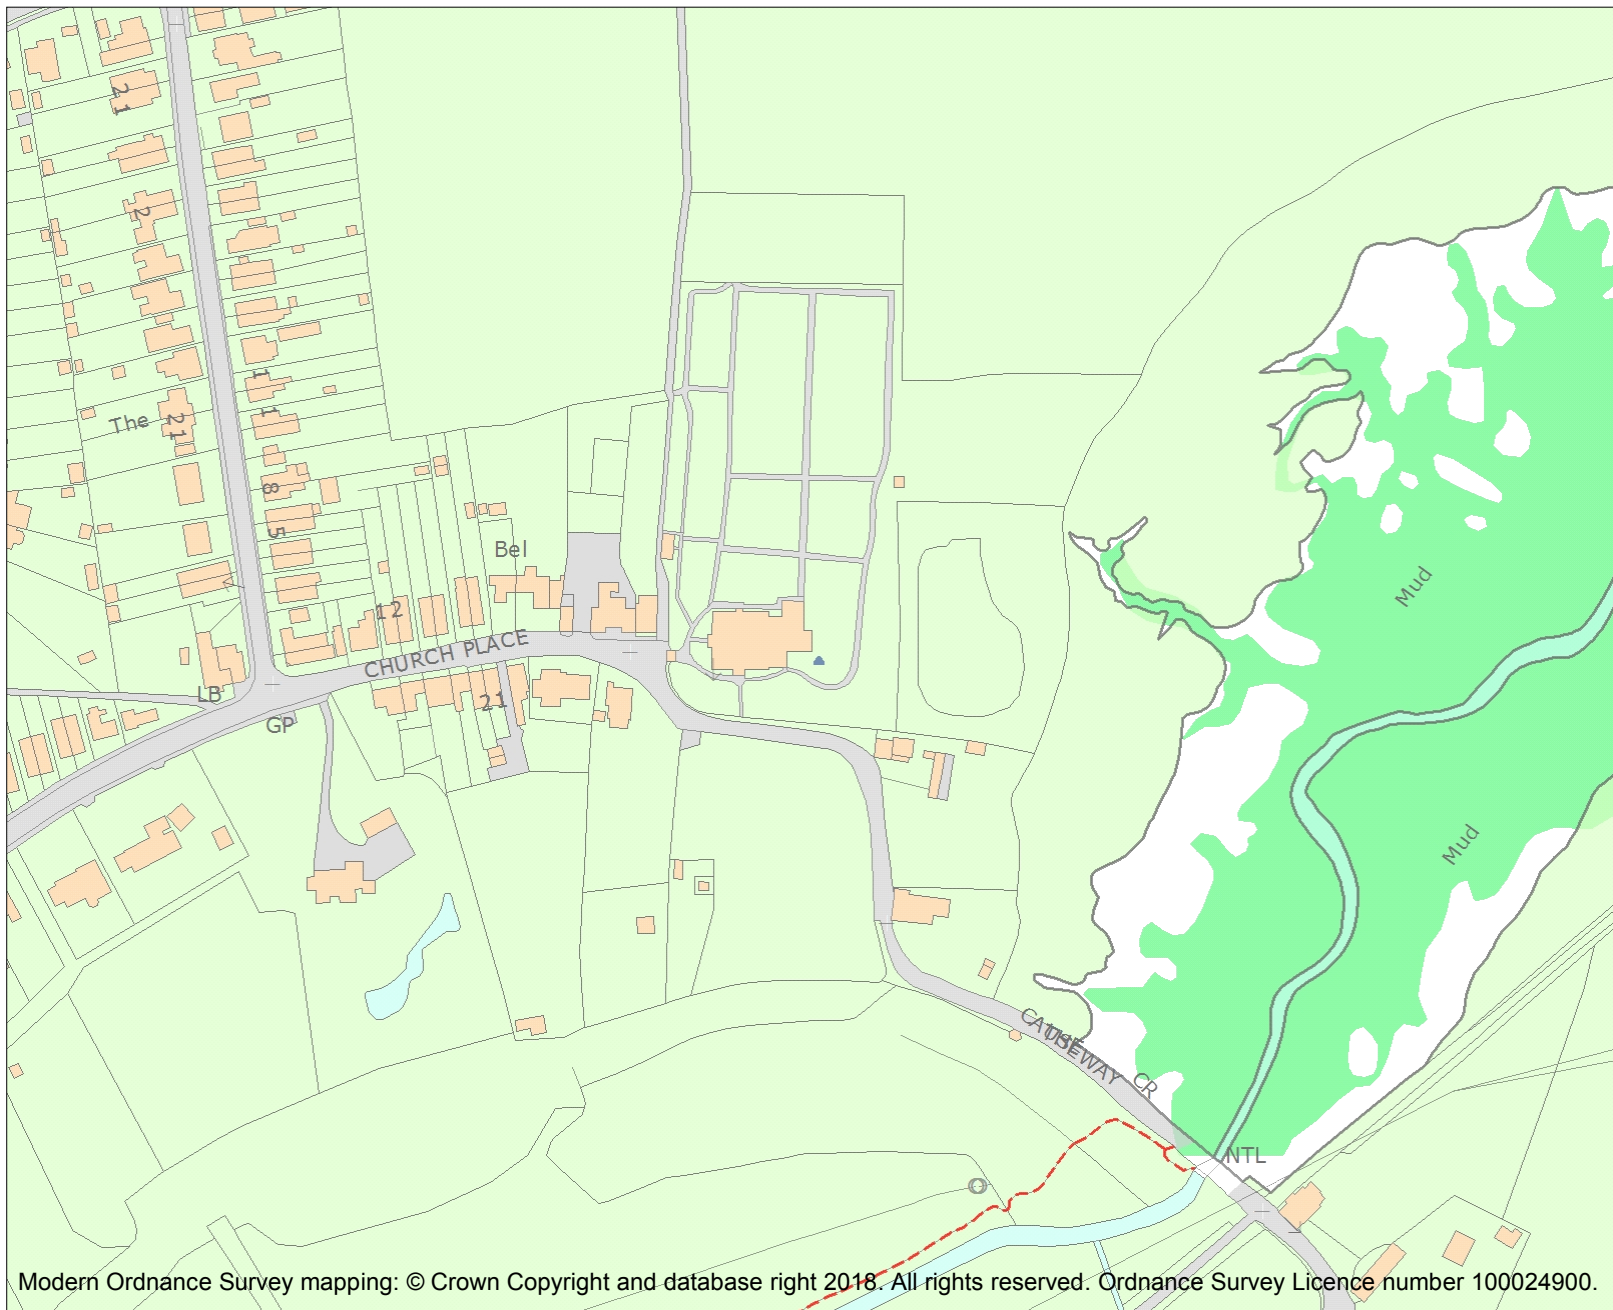 21
2
The
21
1
1
8
5
Bel
12
CHURCH PLACE
LB
21
GP
Mud
Mud
CAUSEWAY
CR
NTL
Modern Ordnance Survey mapping: © Crown Copyright and database right 2018. All rights reserved. Ordnance Survey Licence number 100024900.